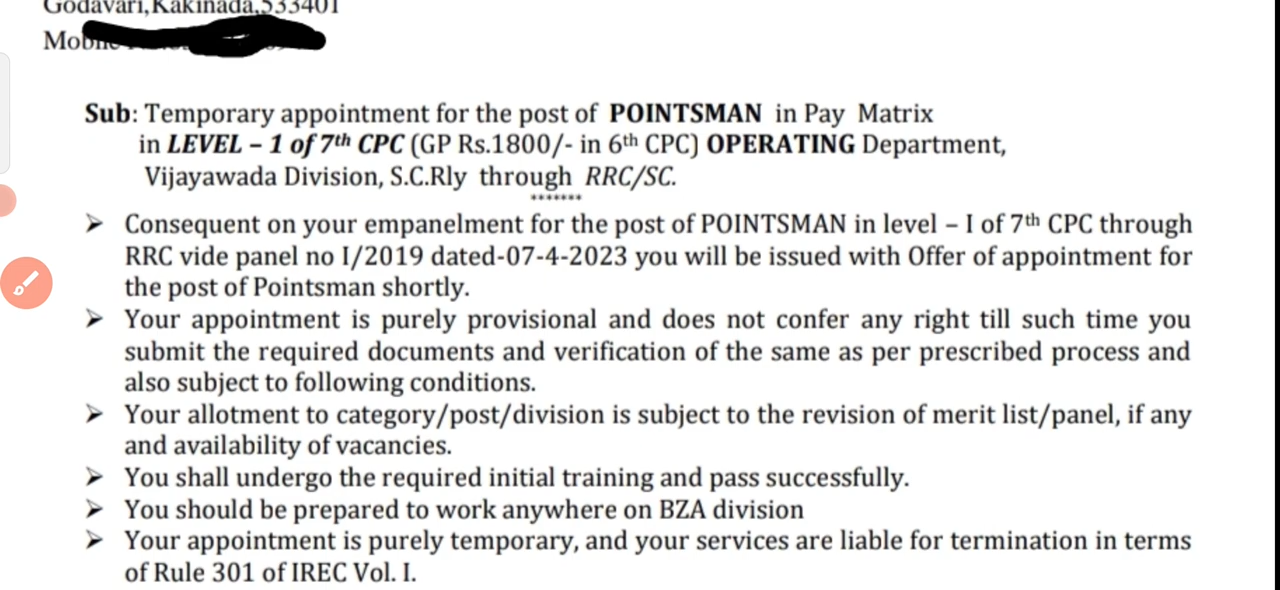 Godavari,Kakinada,533401
Mobile
Sub: Temporary appointment for the post of POINTSMAN in Pay Matrix
in LEVEL – 1 of 7th CPC (GP Rs.1800/- in 6th CPC) OPERATING Department,
Vijayawada Division, S.C.Rly through RRC/SC.
*******
➢ Consequent on your empanelment for the post of POINTSMAN in level – I of 7th CPC through
RRC vide panel no I/2019 dated-07-4-2023 you will be issued with Offer of appointment for
the post of Pointsman shortly.
➢ Your appointment is purely provisional and does not confer any right till such time you
submit the required documents and verification of the same as per prescribed process and
also subject to following conditions.
➢ Your allotment to category/post/division is subject to the revision of merit list/panel, if any
and availability of vacancies.
➢ You shall undergo the required initial training and pass successfully.
➢ You should be prepared to work anywhere on BZA division
➢ Your appointment is purely temporary, and your services are liable for termination in terms
of Rule 301 of IREC Vol. I.